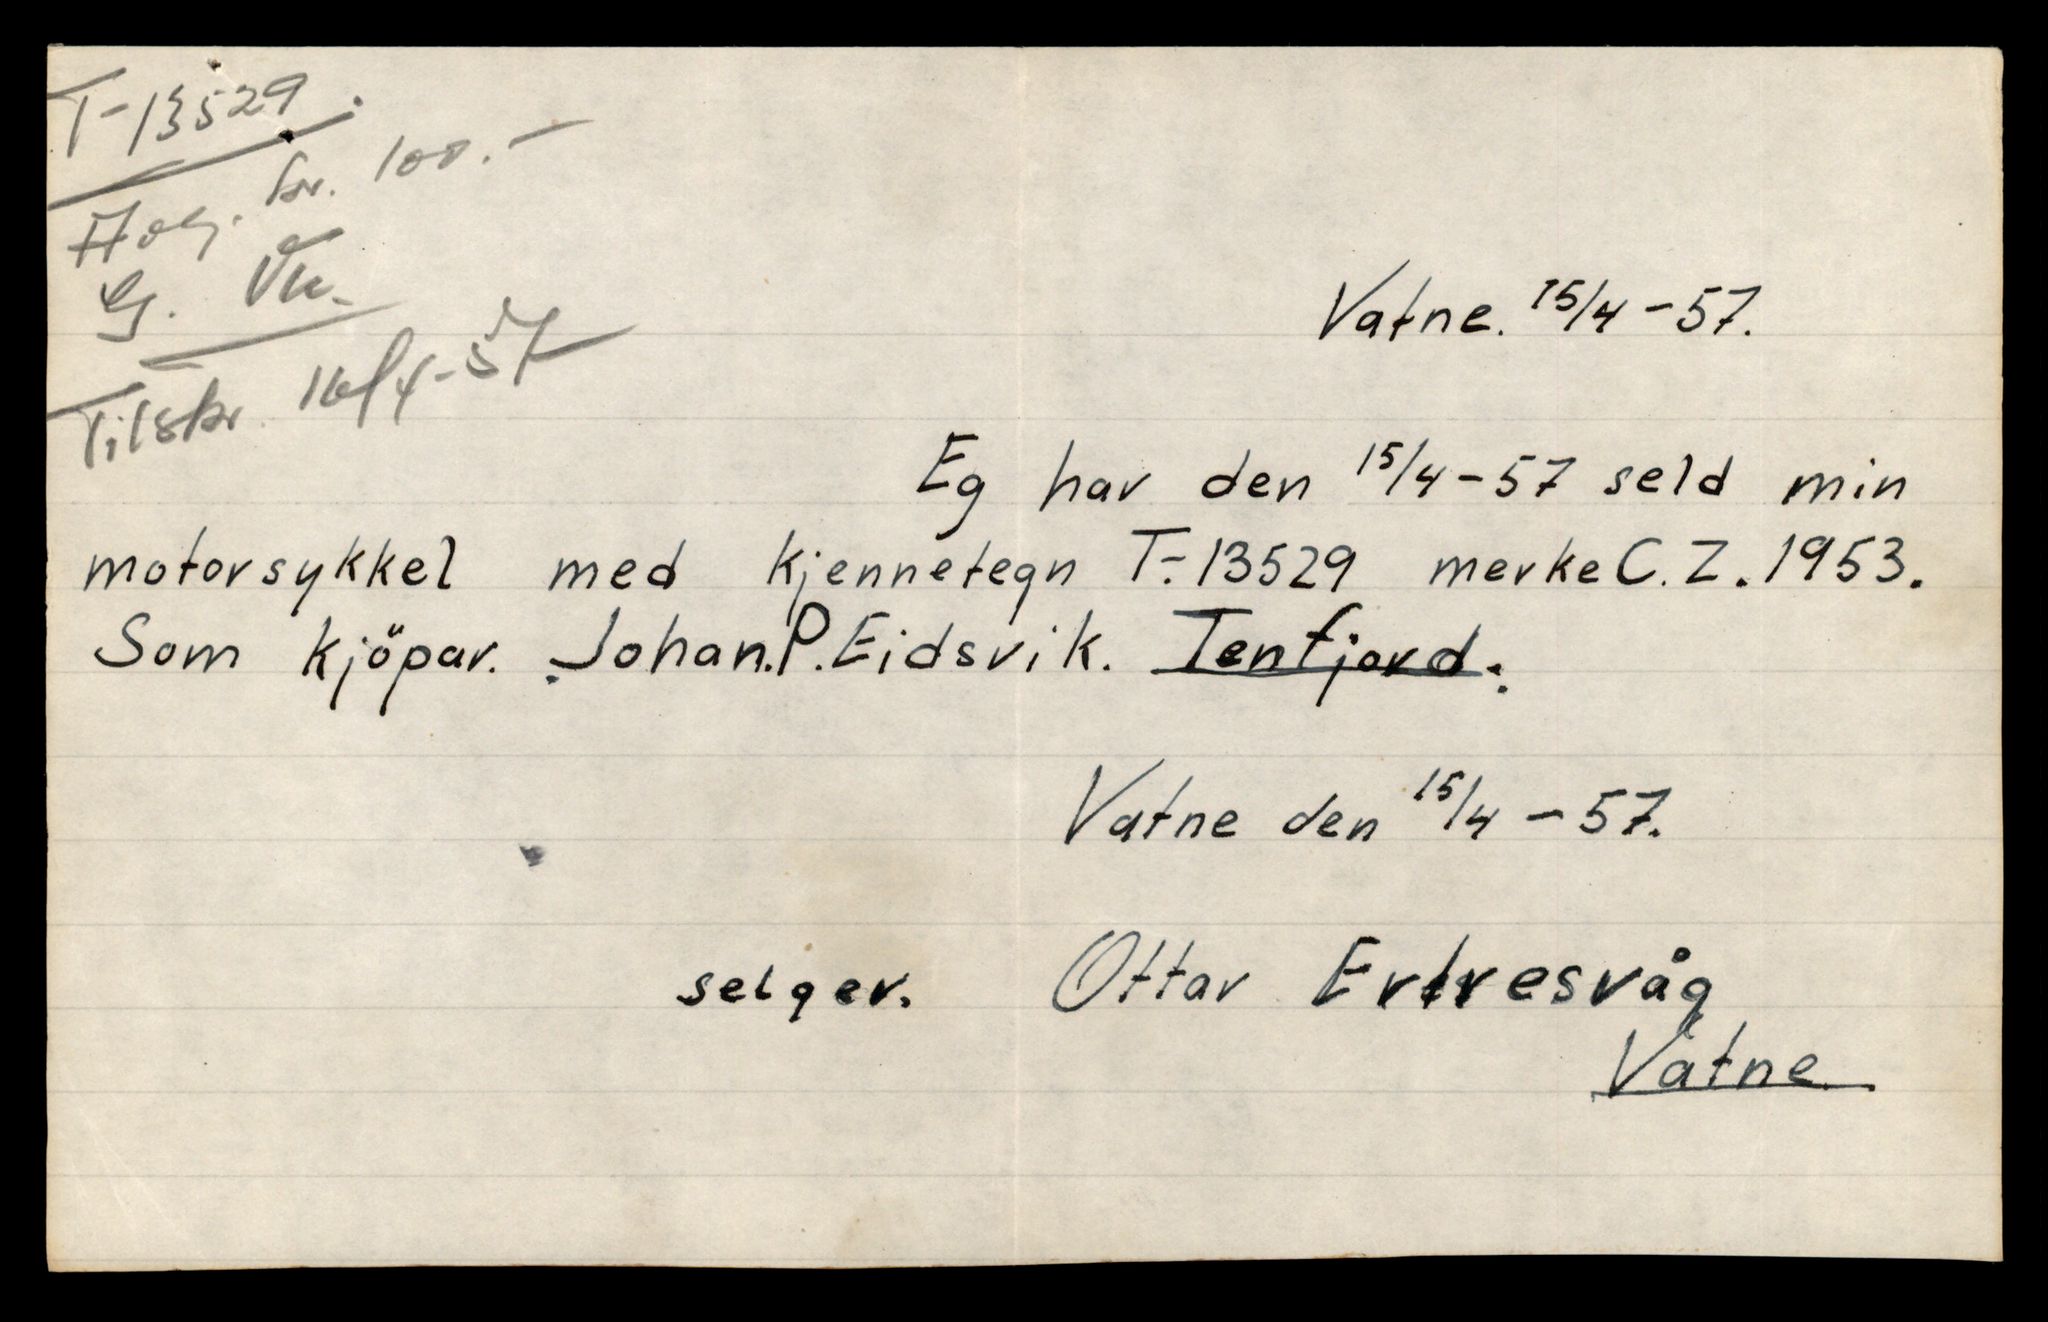 T-13529.
kr. 100.-
G.
Tilskr. 16/4-57
Vatne. 15/4-57.
Eg har den 15/4-57 seld min
motorsykkel med kjennetegn T.-13529 merke C.Z. 1953.
Som kjöpar. Johan.P.Eidsvik. Tenfjord.
Vatne den 15/4-57.
selger. Ottar Ertresvåg
Vatne